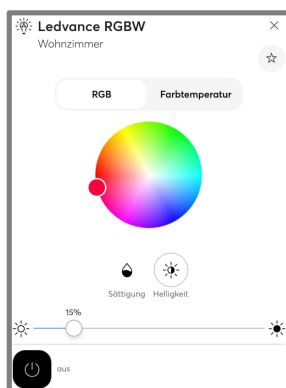 Ledvance RGBW
Wohnzimmer
RGB Farbtemperatur
Sättigung Helligkeit
15%
aus